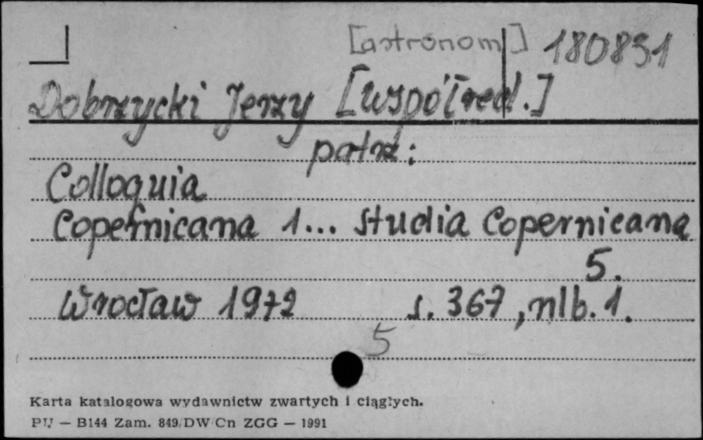 [astronom] 180831
Dobrzycki Jerzy [współred.]
patrz:
Colloquia
Copernicana 1... Studia Copernicana
5.
Wrocław 1972 s. 367, nlb. 1.
5
Karta katalogowa wydawnictw zwartych i ciągłych.
PU — B144 Zam. 849/DW/Cn ZGG — 1991